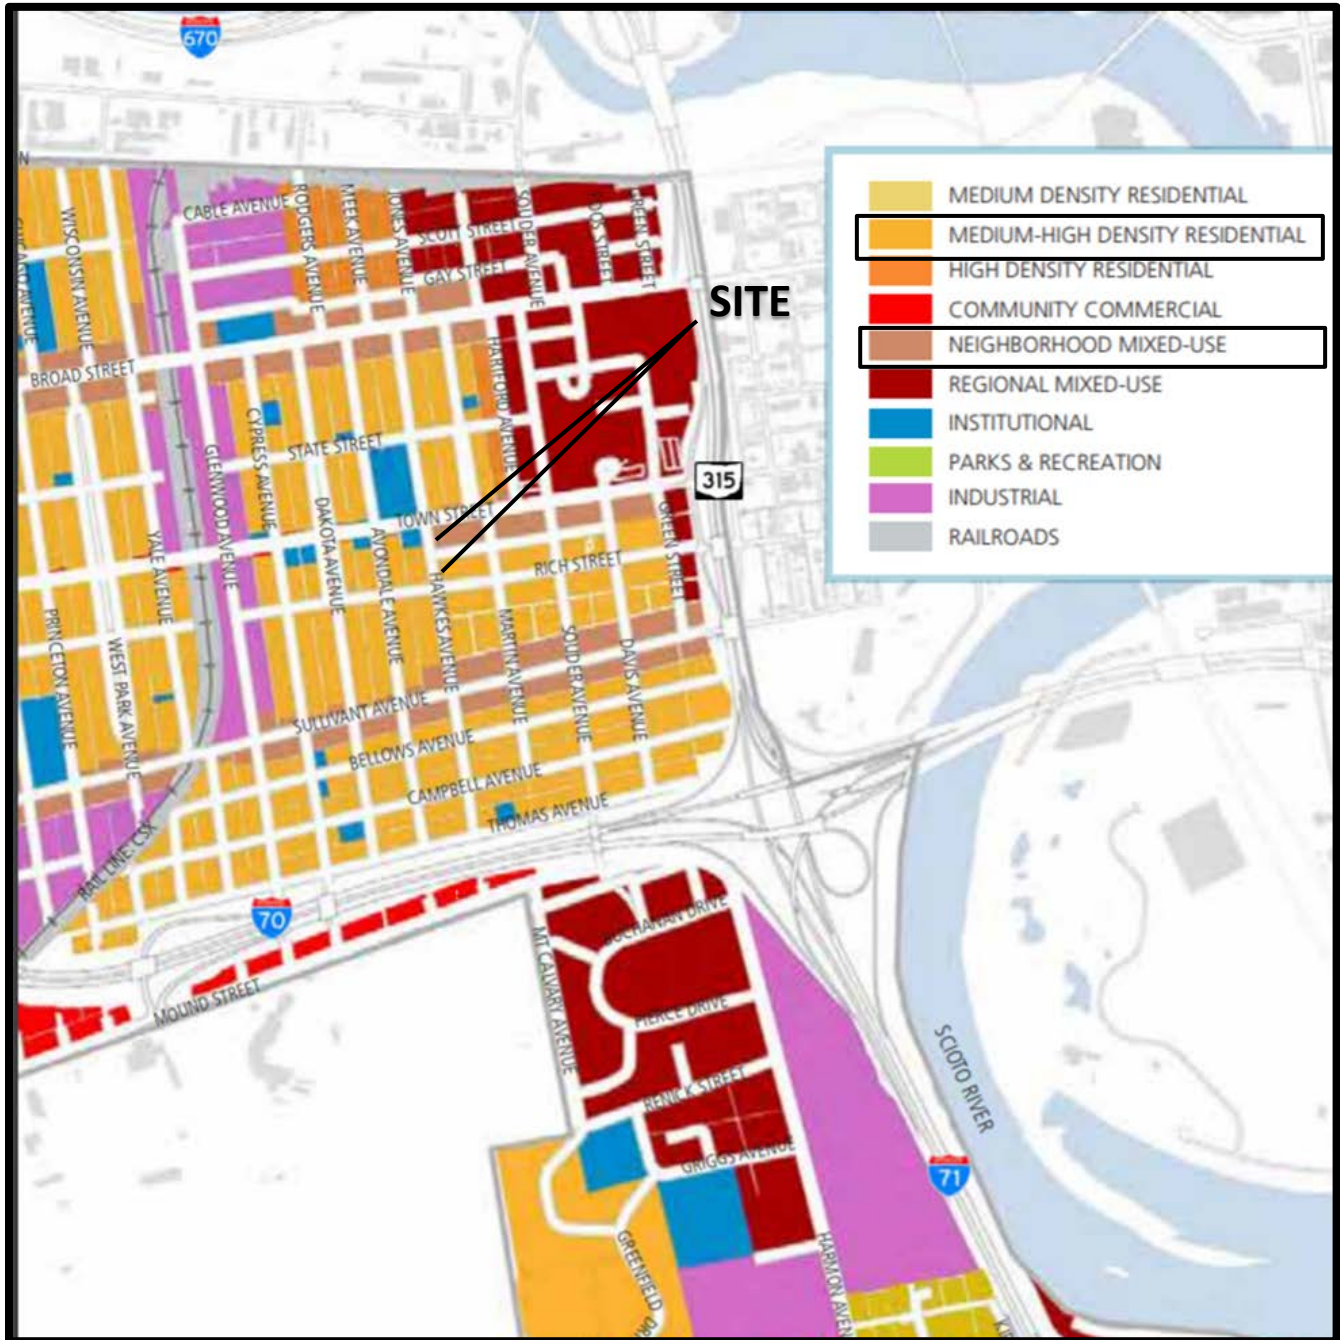 670
N
CABLE AVENUE
WISCONSIN AVENUE
RODGERS AVENUE
MEEK AVENUE
JONES AVENUE
SCOTT STREET
SOUDER AVENUE
GREEN STREET
GAY STREET
SITE
BROAD STREET
HARTFORD AVENUE
CYPRESS AVENUE
STATE STREET
GLENWOOD AVENUE
315
TOWN STREET
DAKOTA AVENUE
AVONDALE AVENUE
YALE AVENUE
HAWKES AVENUE
RICH STREET
GREEN STREET
PRINCETON AVENUE
WEST PARK AVENUE
MARTIN AVENUE
SOUDER AVENUE
DAVIS AVENUE
SULLIVANT AVENUE
BELLOWS AVENUE
CAMPBELL AVENUE
THOMAS AVENUE
RAIL LINE: CSX
70
MOUND STREET
MT CALVARY AVENUE
BUCHANAN DRIVE
PIERCE DRIVE
RENICK STREET
GRIGGS AVENUE
GREENFIELD DR
HARMON AVEN
SCIOTO RIVER
71
MEDIUM DENSITY RESIDENTIAL
MEDIUM-HIGH DENSITY RESIDENTIAL
HIGH DENSITY RESIDENTIAL
COMMUNITY COMMERCIAL
NEIGHBORHOOD MIXED-USE
REGIONAL MIXED-USE
INSTITUTIONAL
PARKS & RECREATION
INDUSTRIAL
RAILROADS